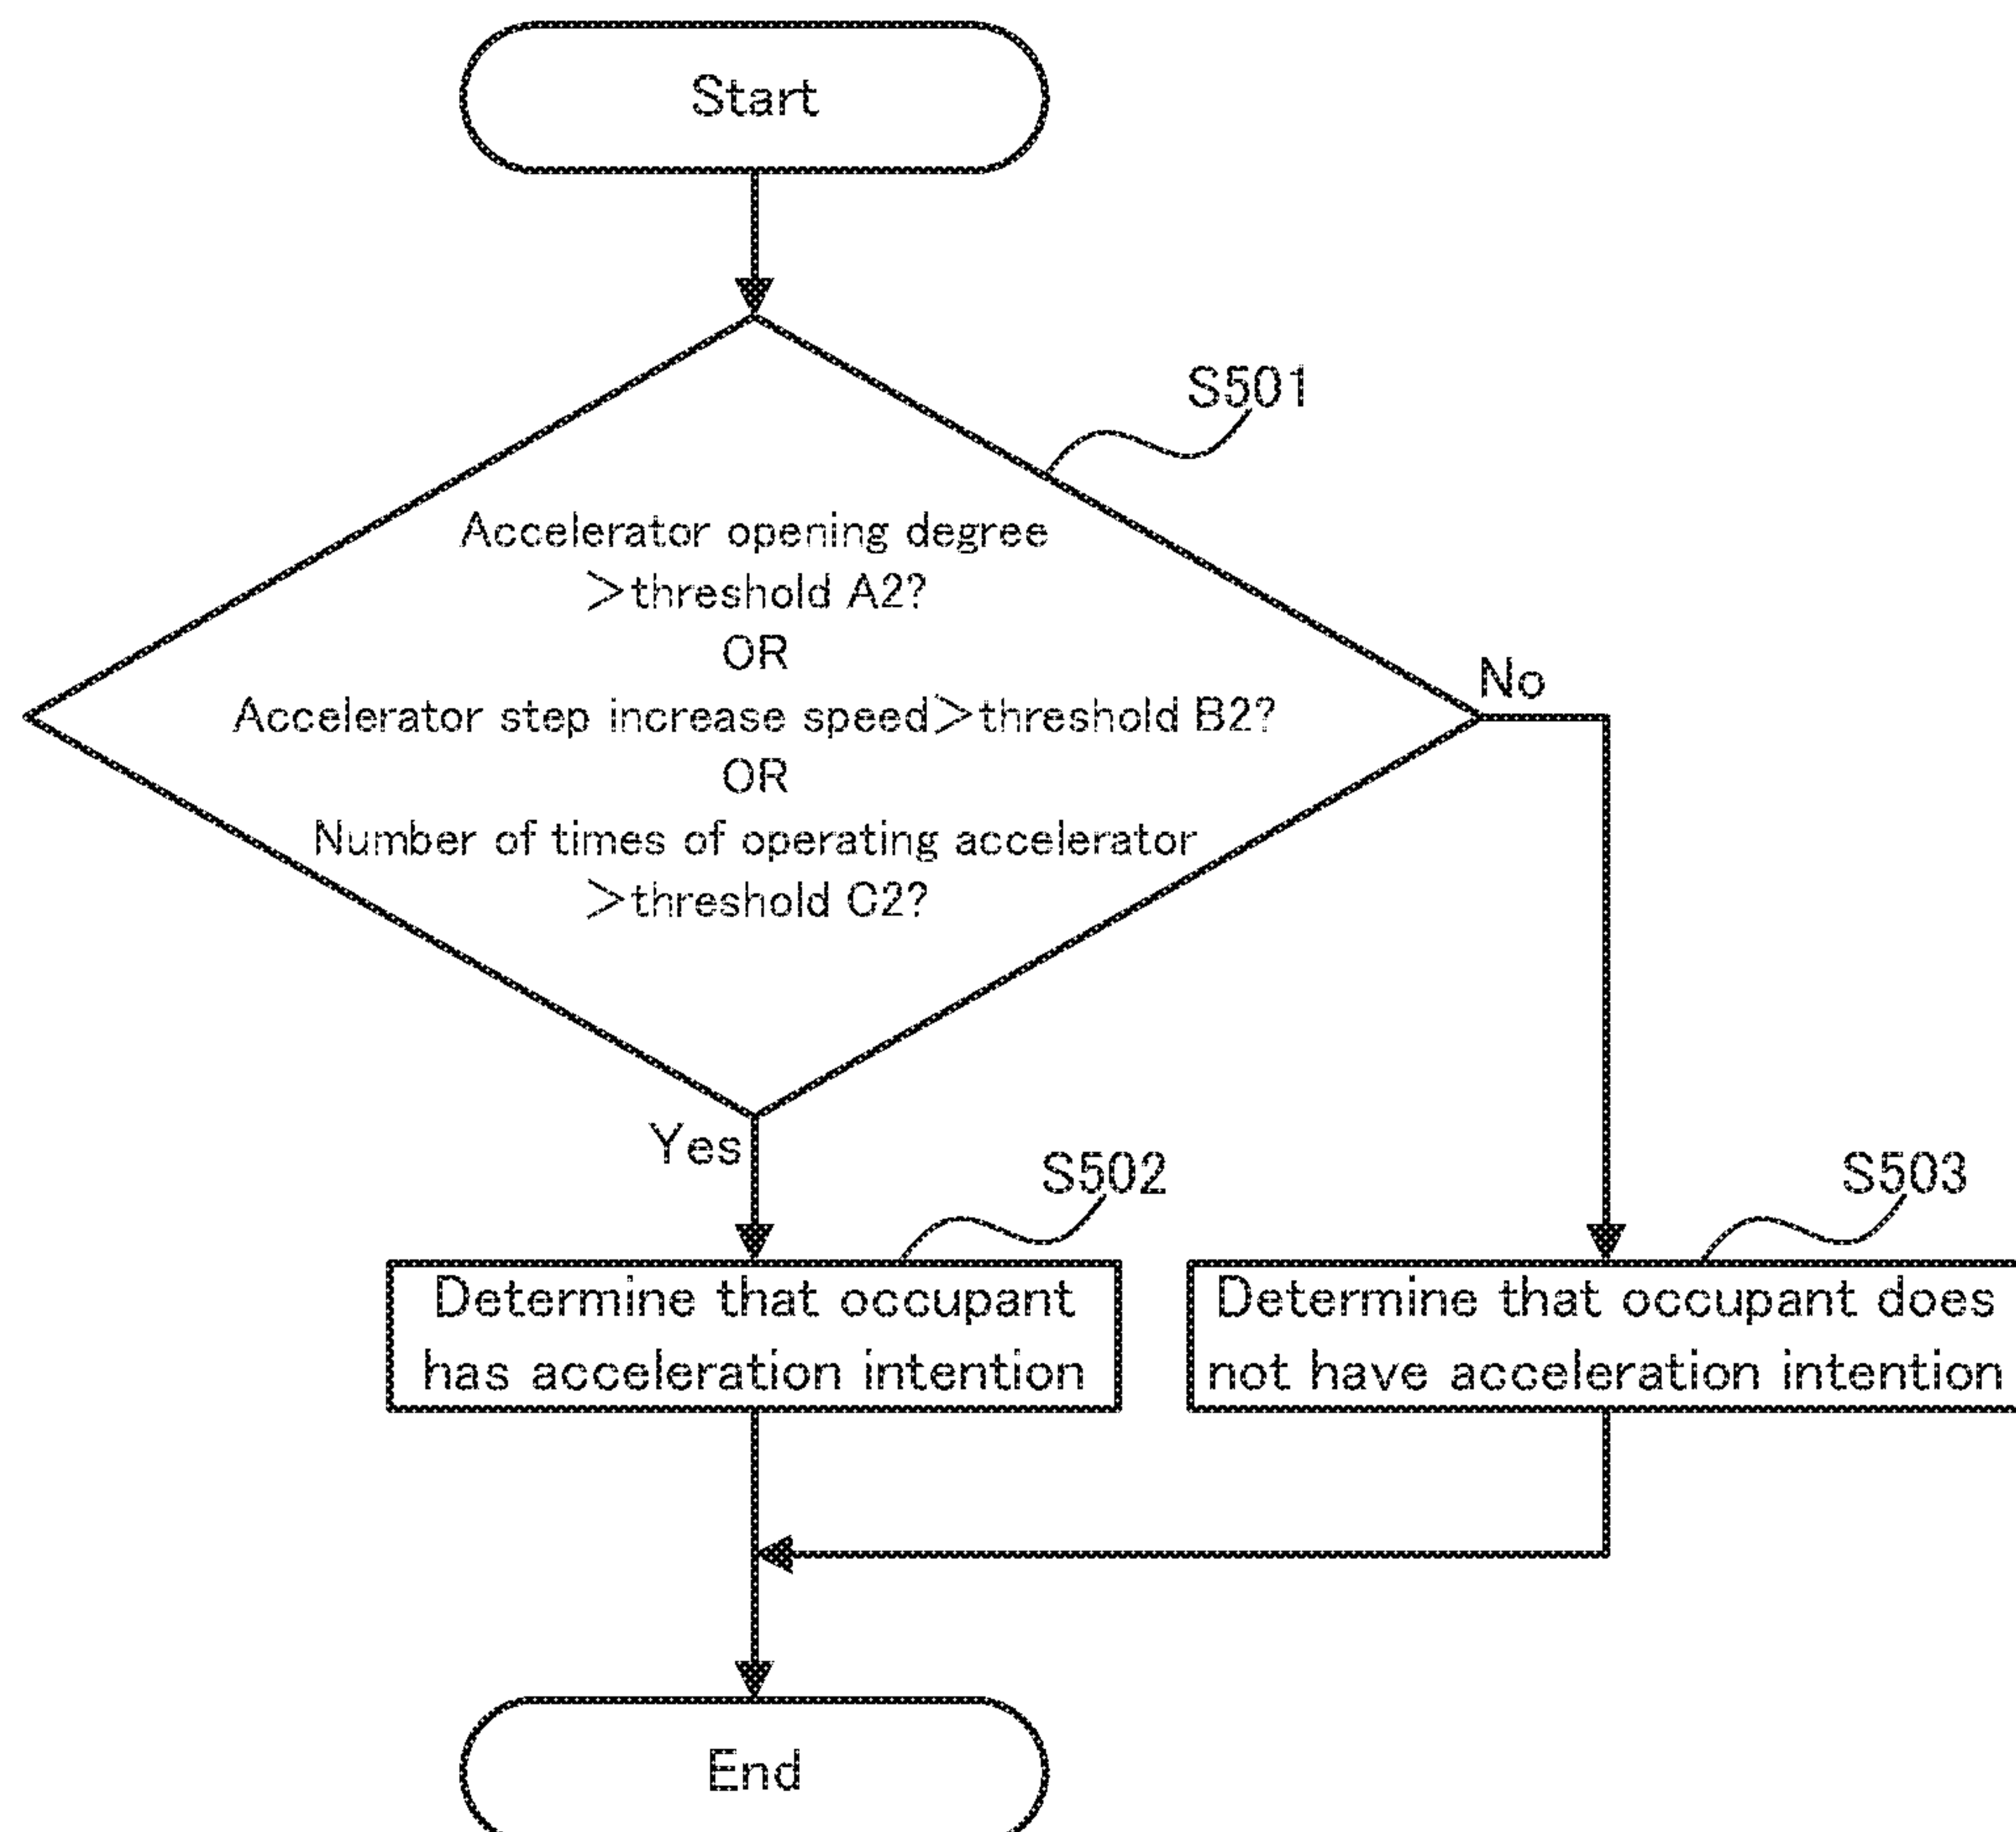 Start
S501
Accelerator opening degree
>threshold A2?
OR
Accelerator step increase speed>threshold B2?
OR
Number of times of operating accelerator
>threshold C2?
No
Yes
S502
Determine that occupant
has acceleration intention
S503
Determine that occupant does
not have acceleration intention
End